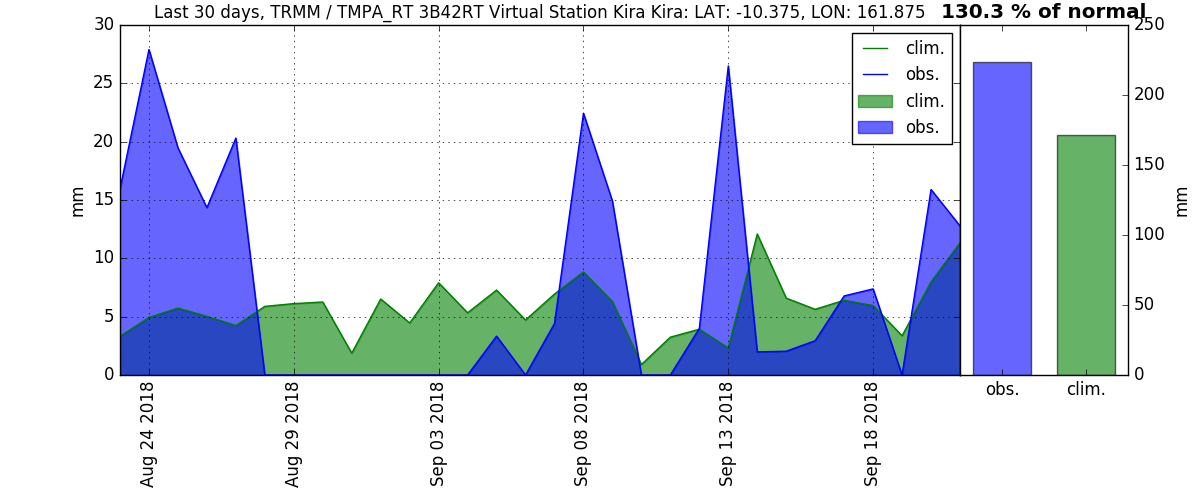 Last 30 days, TRMM / TMPA_RT 3B42RT Virtual Station Kira Kira: LAT: -10.375, LON: 161.875 130.3 % of normal
30
25
20
15
10
5
0
mm
clim.
obs.
clim.
obs.
250
200
150
100
50
0
mm
obs. clim.
Aug 24 2018
Aug 29 2018
Sep 03 2018
Sep 08 2018
Sep 13 2018
Sep 18 2018